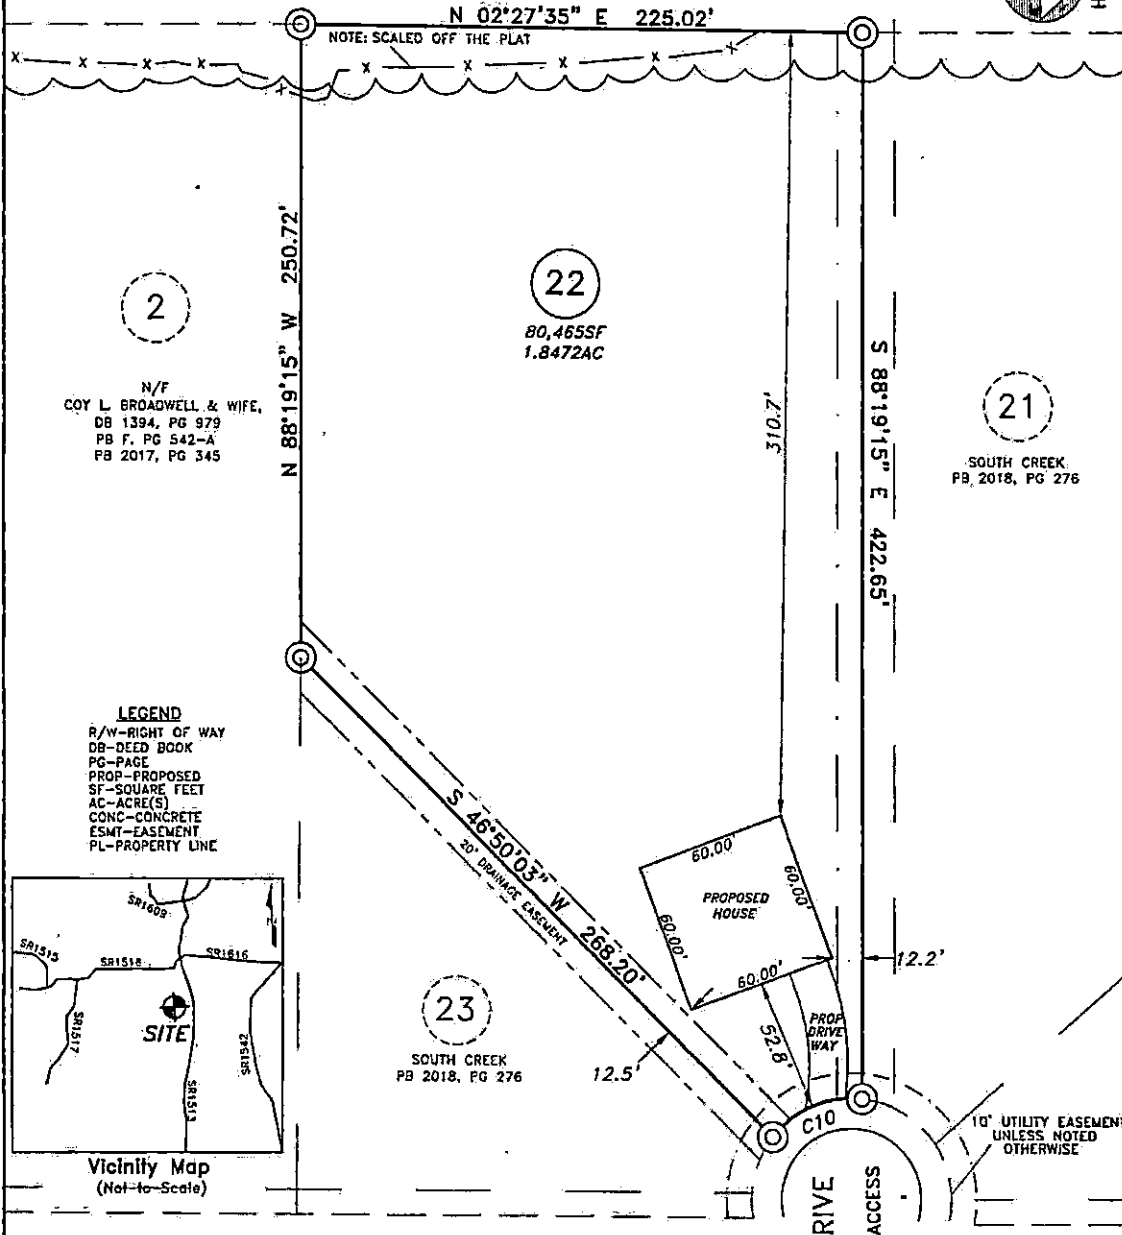 N 02°27'35" E 225.02'
NOTE: SCALED OFF THE PLAT
N 88°19'15" W 250.72'
22
80,465SF
1.8472AC
2
N/F
COY L BROADWELL & WIFE,
DB 1394, PG 979
PB F, PG 542-A
PB 2017, PG 345
310.7'
S 88°19'15" E 422.65'
21
SOUTH CREEK
PB 2018, PG 276
LEGEND
R/W-RIGHT OF WAY
DB-DEED BOOK
PG-PAGE
PROP-PROPOSED
SF-SQUARE FEET
AC-ACRE(S)
CONC-CONCRETE
ESMT-EASEMENT
PL-PROPERTY LINE
S 46°50'03" W 268.20'
20' DRAINAGE EASEMENT
60.00'
60.00'
PROPOSED
HOUSE
60.00'
60.00'
12.2'
PROP
DRIVE
WAY
52.8'
12.5'
23
SOUTH CREEK
PB 2018, PG 276
C10
10' UTILITY EASEMENT
UNLESS NOTED
OTHERWISE
RIVE
ACCESS
SR1609
SR1515
SR1516
SR1616
SR1517
SITE
SR1542
SR1513
Vicinity Map
(Not-to-Scale)